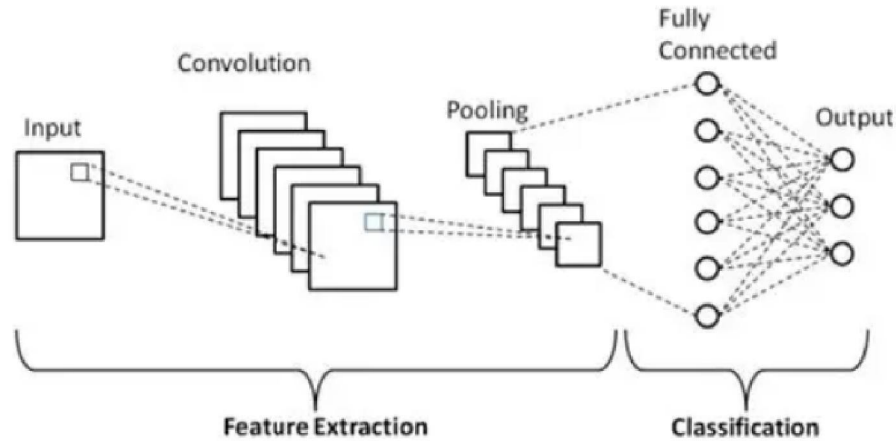 Fully
Connected
Convolution
Pooling
Output
Input
Feature Extraction
Classification